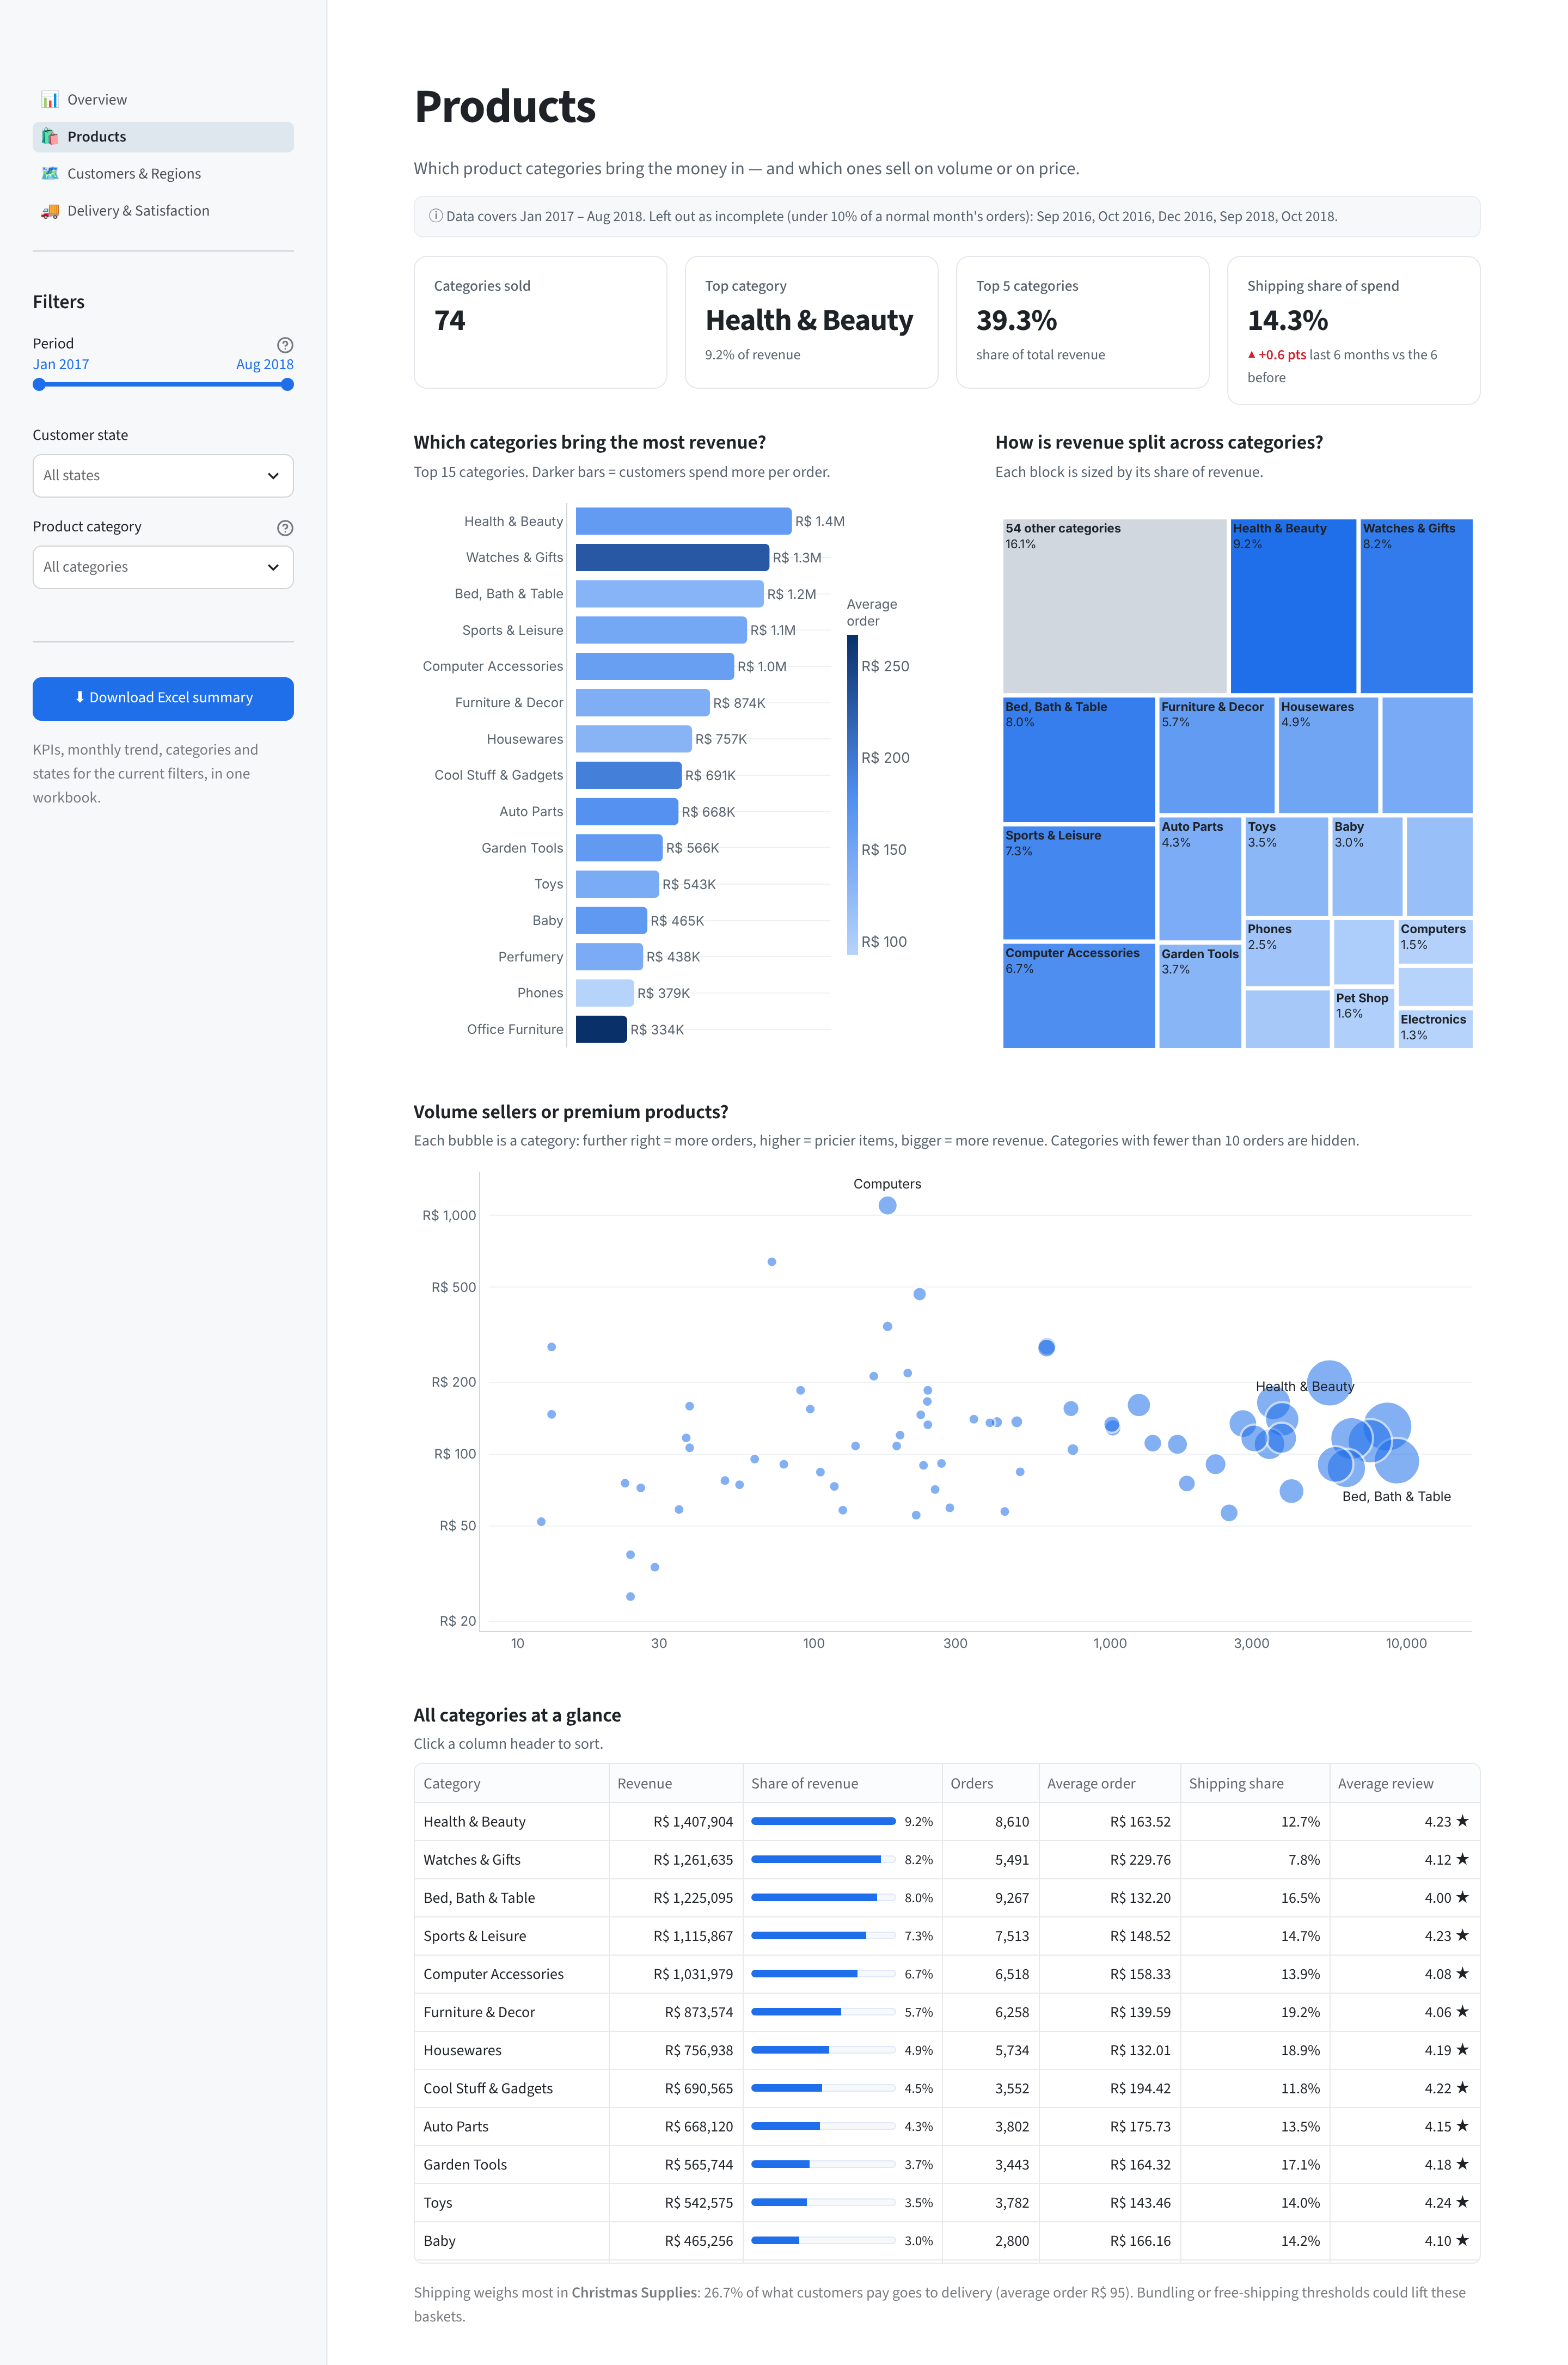 📊 Overview
🛍️ Products
🗺️ Customers & Regions
🚚 Delivery & Satisfaction
Filters
Period
Jan 2017 Aug 2018
Customer state
All states
Product category
All categories
⬇ Download Excel summary
KPIs, monthly trend, categories and
states for the current filters, in one
workbook.
Products
Which product categories bring the money in — and which ones sell on volume or on price.
ⓘ Data covers Jan 2017 – Aug 2018. Left out as incomplete (under 10% of a normal month's orders): Sep 2016, Oct 2016, Dec 2016, Sep 2018, Oct 2018.
Categories sold
74
Top category
Health & Beauty
9.2% of revenue
Top 5 categories
39.3%
share of total revenue
Shipping share of spend
14.3%
▲ +0.6 pts last 6 months vs the 6
before
Which categories bring the most revenue?
Top 15 categories. Darker bars = customers spend more per order.
Health & Beauty R$ 1.4M
Watches & Gifts R$ 1.3M
Bed, Bath & Table R$ 1.2M
Sports & Leisure R$ 1.1M
Computer Accessories R$ 1.0M
Furniture & Decor R$ 874K
Housewares R$ 757K
Cool Stuff & Gadgets R$ 691K
Auto Parts R$ 668K
Garden Tools R$ 566K
Toys R$ 543K
Baby R$ 465K
Perfumery R$ 438K
Phones R$ 379K
Office Furniture R$ 334K
Average
order
R$ 250
R$ 200
R$ 150
R$ 100
How is revenue split across categories?
Each block is sized by its share of revenue.
54 other categories
16.1%
Health & Beauty
9.2%
Watches & Gifts
8.2%
Bed, Bath & Table
8.0%
Furniture & Decor
5.7%
Housewares
4.9%
Sports & Leisure
7.3%
Auto Parts
4.3%
Toys
3.5%
Baby
3.0%
Computer Accessories
6.7%
Garden Tools
3.7%
Phones
2.5%
Computers
1.5%
Pet Shop
1.6%
Electronics
1.3%
Volume sellers or premium products?
Each bubble is a category: further right = more orders, higher = pricier items, bigger = more revenue. Categories with fewer than 10 orders are hidden.
Computers
R$ 1,000
R$ 500
R$ 200
Health & Beauty
R$ 100
Bed, Bath & Table
R$ 50
R$ 20
10 30 100 300 1,000 3,000 10,000
All categories at a glance
Click a column header to sort.
Category Revenue Share of revenue Orders Average order Shipping share Average review
Health & Beauty R$ 1,407,904 9.2% 8,610 R$ 163.52 12.7% 4.23 ★
Watches & Gifts R$ 1,261,635 8.2% 5,491 R$ 229.76 7.8% 4.12 ★
Bed, Bath & Table R$ 1,225,095 8.0% 9,267 R$ 132.20 16.5% 4.00 ★
Sports & Leisure R$ 1,115,867 7.3% 7,513 R$ 148.52 14.7% 4.23 ★
Computer Accessories R$ 1,031,979 6.7% 6,518 R$ 158.33 13.9% 4.08 ★
Furniture & Decor R$ 873,574 5.7% 6,258 R$ 139.59 19.2% 4.06 ★
Housewares R$ 756,938 4.9% 5,734 R$ 132.01 18.9% 4.19 ★
Cool Stuff & Gadgets R$ 690,565 4.5% 3,552 R$ 194.42 11.8% 4.22 ★
Auto Parts R$ 668,120 4.3% 3,802 R$ 175.73 13.5% 4.15 ★
Garden Tools R$ 565,744 3.7% 3,443 R$ 164.32 17.1% 4.18 ★
Toys R$ 542,575 3.5% 3,782 R$ 143.46 14.0% 4.24 ★
Baby R$ 465,256 3.0% 2,800 R$ 166.16 14.2% 4.10 ★
Shipping weighs most in Christmas Supplies: 26.7% of what customers pay goes to delivery (average order R$ 95). Bundling or free-shipping thresholds could lift these
baskets.